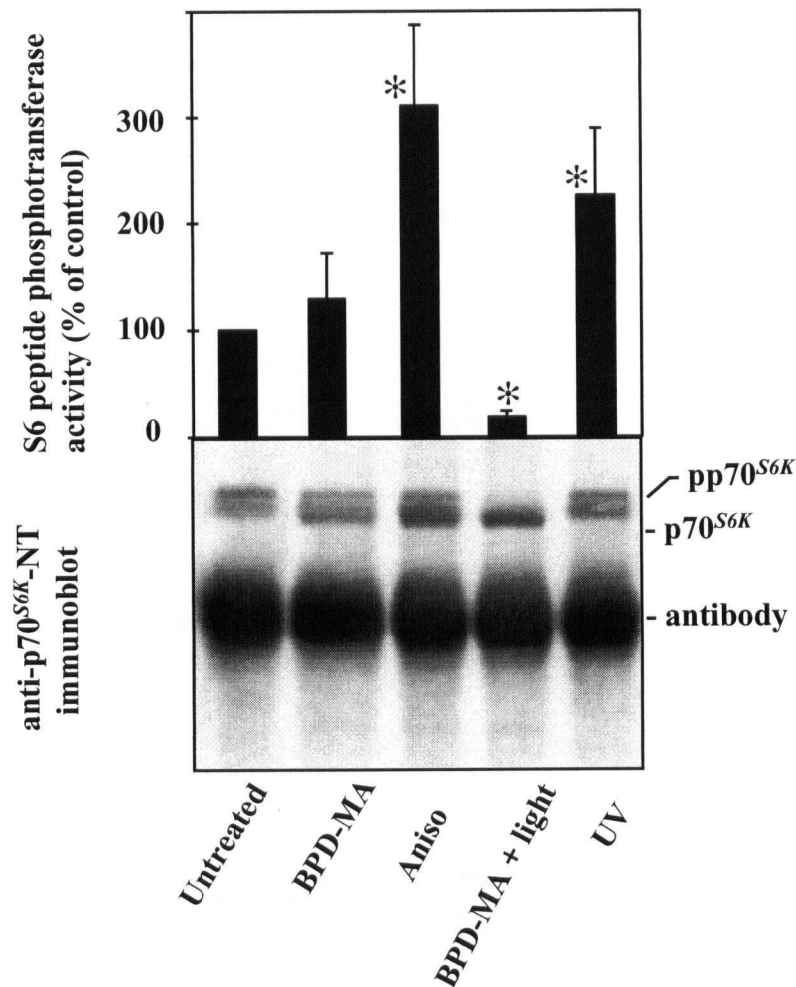 S6 peptide phosphotransferase
activity (% of control)
300
200
100
0
*
*
*
*
anti-p70S6K-NT
immunoblot
pp70S6K
- p70S6K
- antibody
Untreated
BPD-MA
Aniso
BPD-MA + light
UV